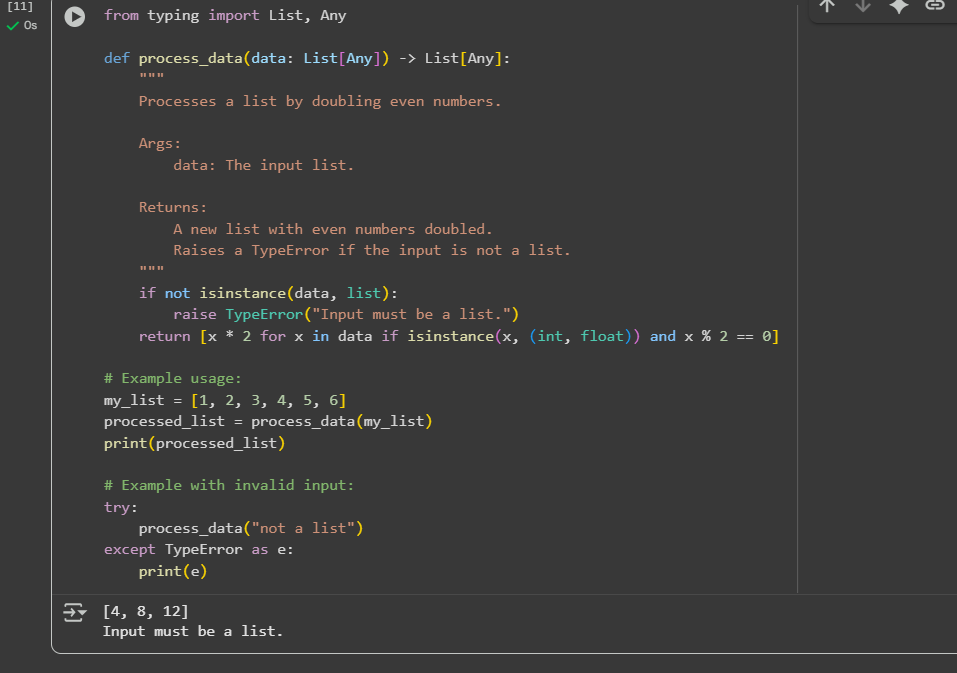 [11]
0s
from typing import List, Any
def process_data(data: List[Any]) -> List[Any]:
    """
    Processes a list by doubling even numbers.

    Args:
        data: The input list.

    Returns:
        A new list with even numbers doubled.
        Raises a TypeError if the input is not a list.
    """
    if not isinstance(data, list):
        raise TypeError("Input must be a list.")
    return [x * 2 for x in data if isinstance(x, (int, float)) and x % 2 == 0]

# Example usage:
my_list = [1, 2, 3, 4, 5, 6]
processed_list = process_data(my_list)
print(processed_list)

# Example with invalid input:
try:
    process_data("not a list")
except TypeError as e:
    print(e)
[4, 8, 12]
Input must be a list.